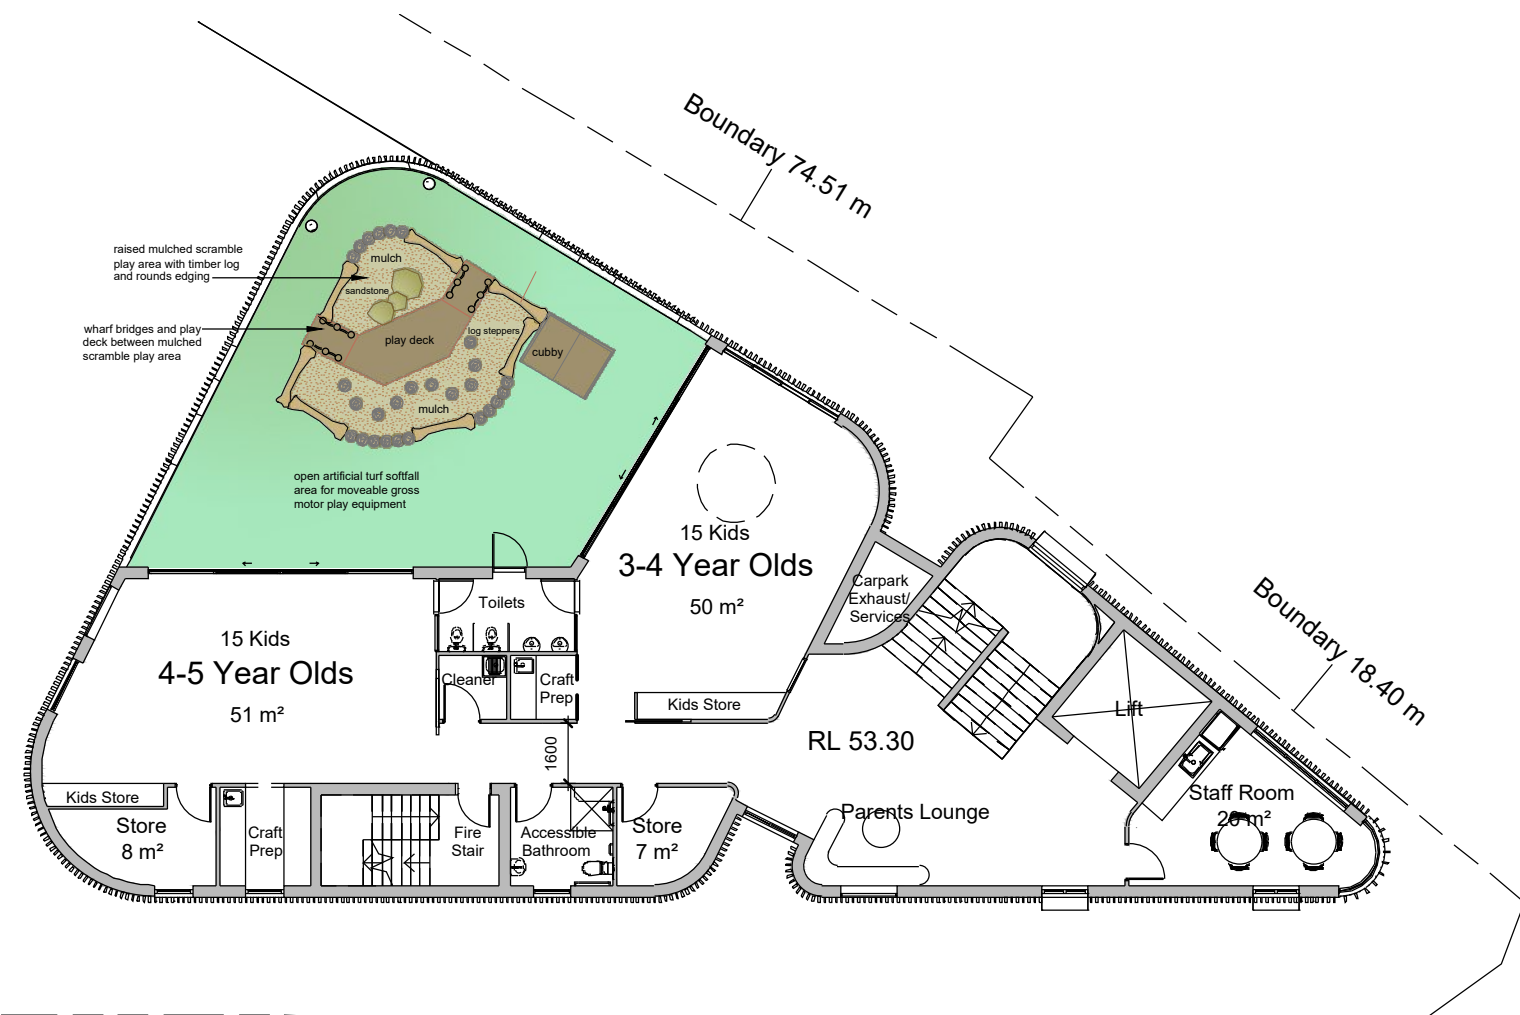 Boundary 74.51 m
raised mulched scramble
play area with timber log
and rounds edging
mulch
sandstone
wharf bridges and play
deck between mulched
scramble play area
play deck
log steppers
cubby
mulch
open artificial turf softfall
area for moveable gross
motor play equipment
15 Kids
3-4 Year Olds
50 m²
Carpark
Exhaust/
Services
Boundary 18.40 m
Toilets
15 Kids
4-5 Year Olds
51 m²
Cleaner
Craft
Prep
Kids Store
Lift
RL 53.30
1600
Kids Store
Store
8 m²
Craft
Prep
Fire
Stair
Accessible
Bathroom
Store
7 m²
Parents Lounge
Staff Room
20 m²